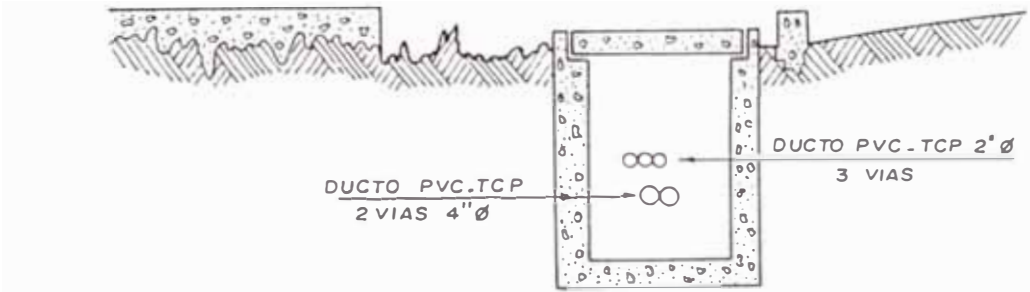 DUCTO PVC-TCP 2"Ø
3 VIAS
DUCTO PVC.TCP
2 VIAS 4"Ø